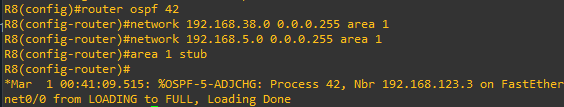 R8(config)#router ospf 42
R8(config-router)#network 192.168.38.0 0.0.0.255 area 1
R8(config-router)#network 192.168.5.0 0.0.0.255 area 1
R8(config-router)#area 1 stub
R8(config-router)#
*Mar  1 00:41:09.515: %OSPF-5-ADJCHG: Process 42, Nbr 192.168.123.3 on FastEther
net0/0 from LOADING to FULL, Loading Done